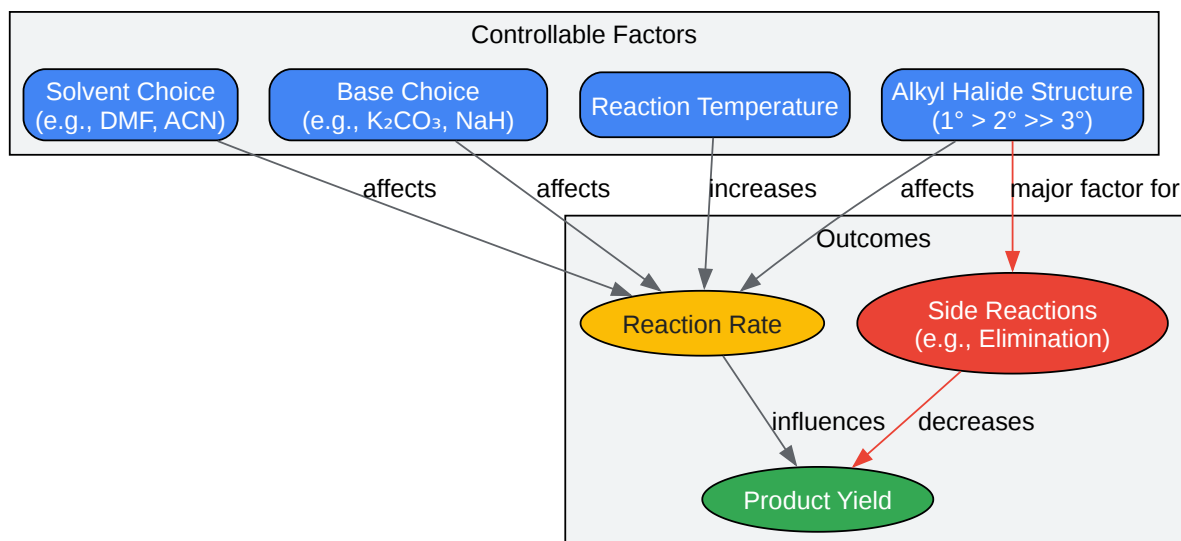 Controllable Factors
Solvent Choice
(e.g., DMF, ACN)
Base Choice
(e.g., K₂CO₃, NaH)
Reaction Temperature
Alkyl Halide Structure
(1° > 2° >> 3°)
affects
affects
increases
affects
major factor for
Outcomes
Reaction Rate
Side Reactions
(e.g., Elimination)
influences
decreases
Product Yield